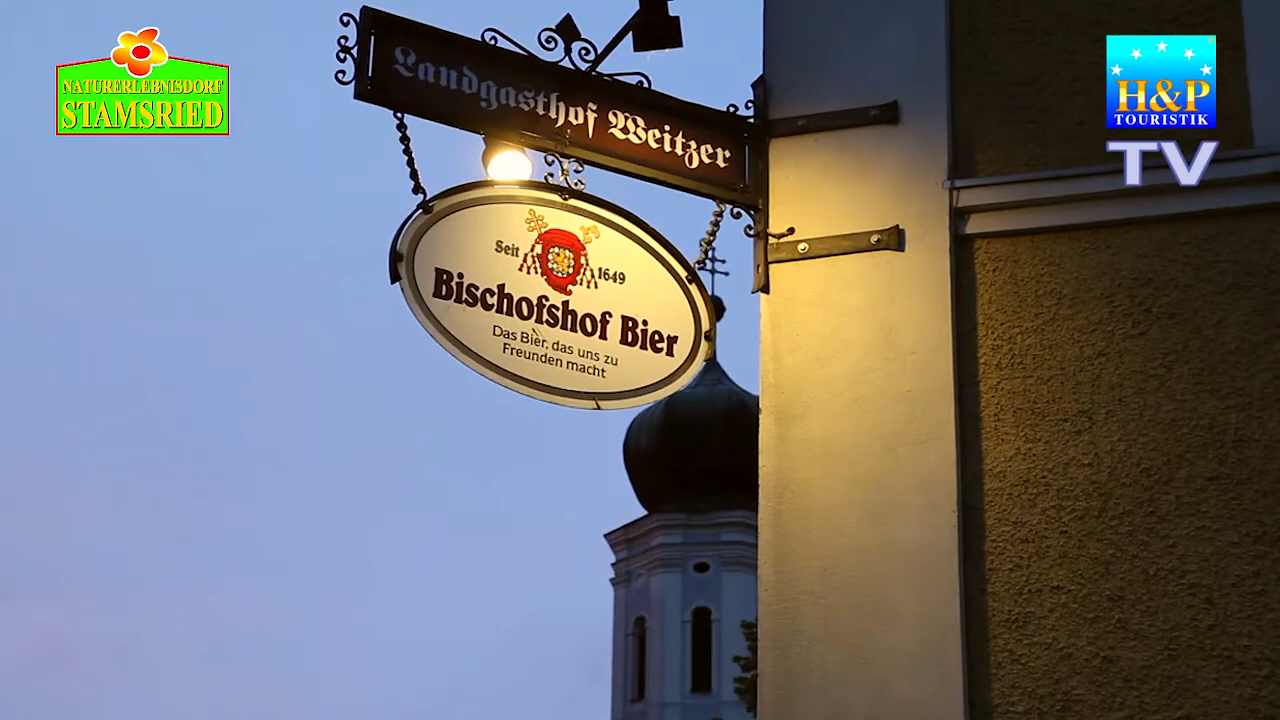 NATURERLEBNISDORF
STAMSRIED
H&P
TOURISTIK
TV
Landgasthof Weitzer
Seit 1649
Bischofshof Bier
Das Bier, das uns zu
Freunden macht